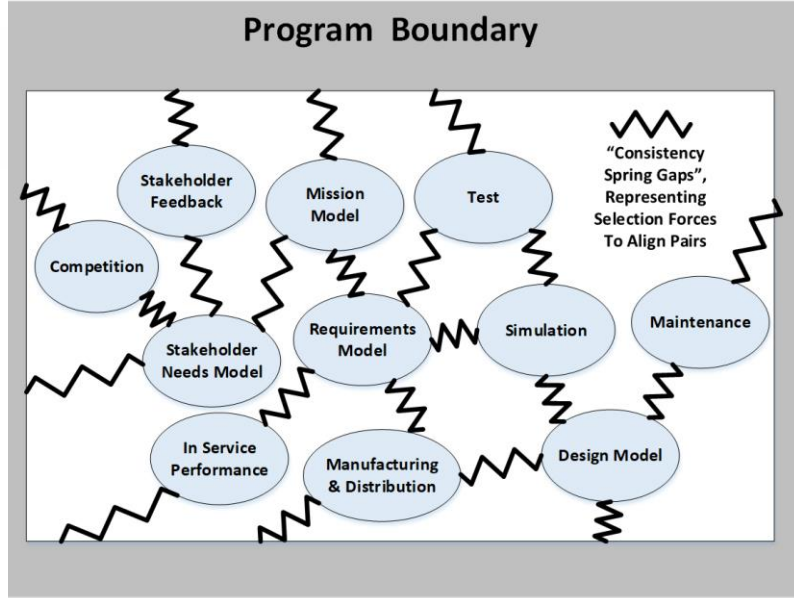 Program Boundary
Stakeholder
Feedback
Mission
Model
Test
"Consistency
Spring Gaps",
Representing
Selection Forces
To Align Pairs
Competition
Stakeholder
Needs Model
Requirements
Model
Simulation
Maintenance
In Service
Performance
Manufacturing
& Distribution
Design Model